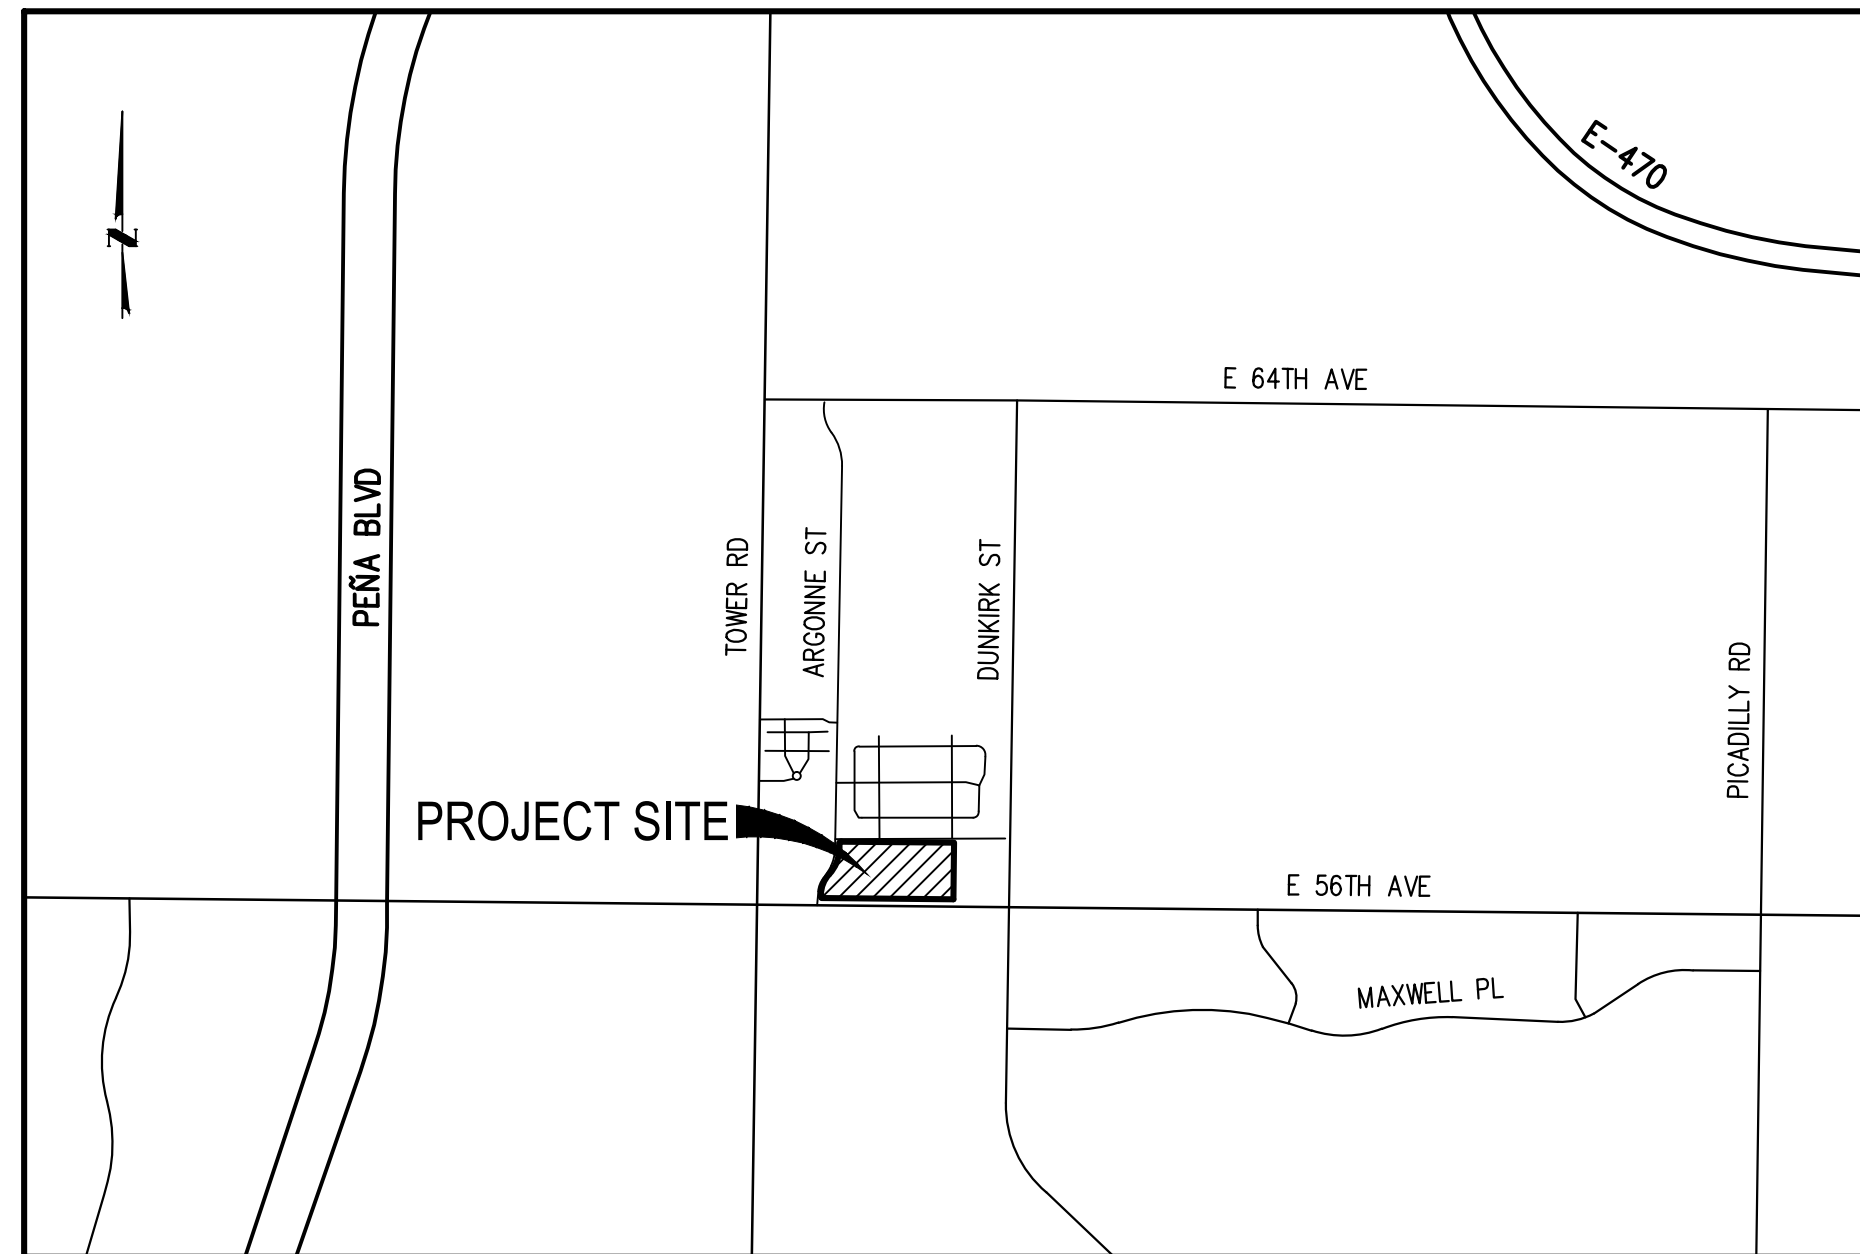 E-470
N
E 64TH AVE
PEÑA BLVD
TOWER RD
ARGONNE ST
DUNKIRK ST
PICADILLY RD
PROJECT SITE
E 56TH AVE
MAXWELL PL